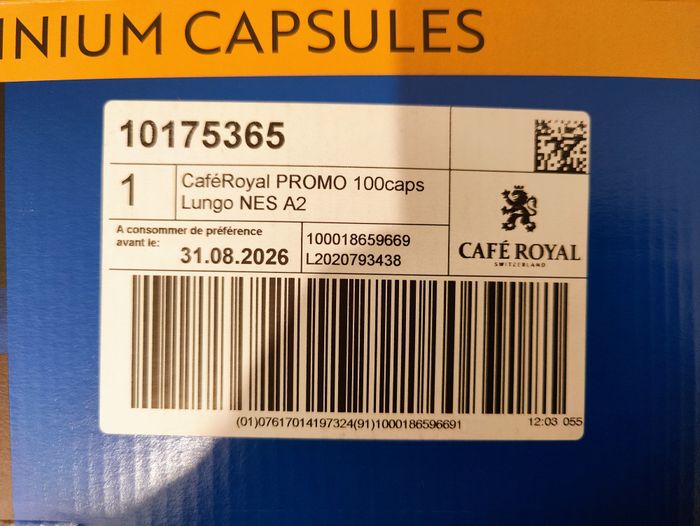 INIUM CAPSULES
10175365
1
CaféRoyal PROMO 100caps
Lungo NES A2
A consommer de préférence
avant le:
31.08.2026
100018659669
L2020793438
CAFÉ ROYAL
SWITZERLAND
(01)07617014197324(91)1000186596691
12:03 055